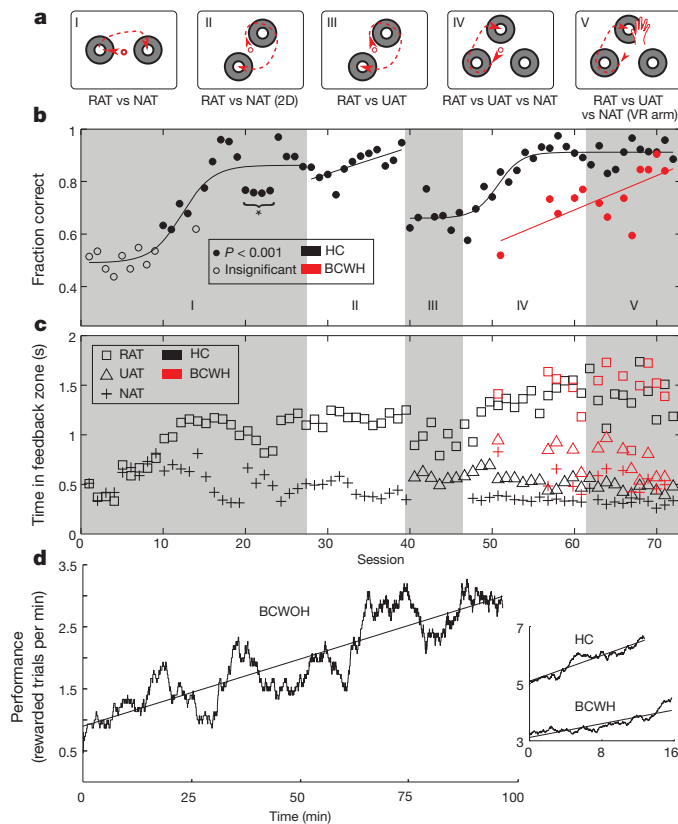 a
I
II
III
IV
V
RAT vs NAT
RAT vs NAT (2D)
RAT vs UAT
RAT vs UAT vs NAT
RAT vs UAT
vs NAT (VR arm)
b
Fraction correct
1
0.8
0.6
0.4
*
P < 0.001
HC
Insignificant
BCWH
I
II
III
IV
V
c
Time in feedback zone (s)
2
1.5
1
0.5
0
RAT
HC
UAT
BCWH
NAT
0
10
20
30
40
50
60
70
Session
d
Performance
(rewarded trials per min)
3.5
2.5
1.5
0.5
BCWOH
0
25
50
75
100
Time (min)
7
5
3
HC
BCWH
0
8
16